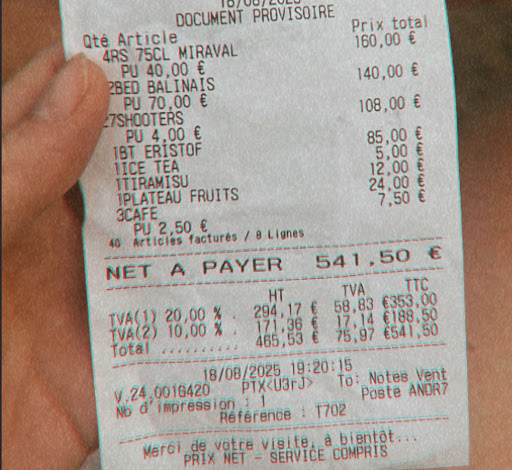 18/08/2025
DOCUMENT PROVISOIRE
Qté Article Prix total
4RS 75CL MIRAVAL 160,00 €
PU 40,00 €
2BED BALINAIS 140,00 €
PU 70,00 €
27SHOOTERS 108,00 €
PU 4,00 €
1BT ERISTOF 85,00 €
1ICE TEA 5,00 €
1TIRAMISU 12,00 €
1PLATEAU FRUITS 24,00 €
3CAFE 7,50 €
PU 2,50 €
40 Articles facturés / 8 Lignes
NET A PAYER 541,50 €
HT TVA TTC
TVA(1) 20,00 % . 294,17 € 58,83 €353,00
TVA(2) 10,00 % . 171,36 € 17,14 €188,50
Total .......... 465,53 € 75,97 €541,50
18/08/2025 19:20:15
V.24.001G420 PTX<U3rJ> To: Notes Vent
Nb d'impression : 1 Poste ANDR7
Référence : T702
Merci de votre visite, à bientôt...
PRIX NET - SERVICE COMPRIS